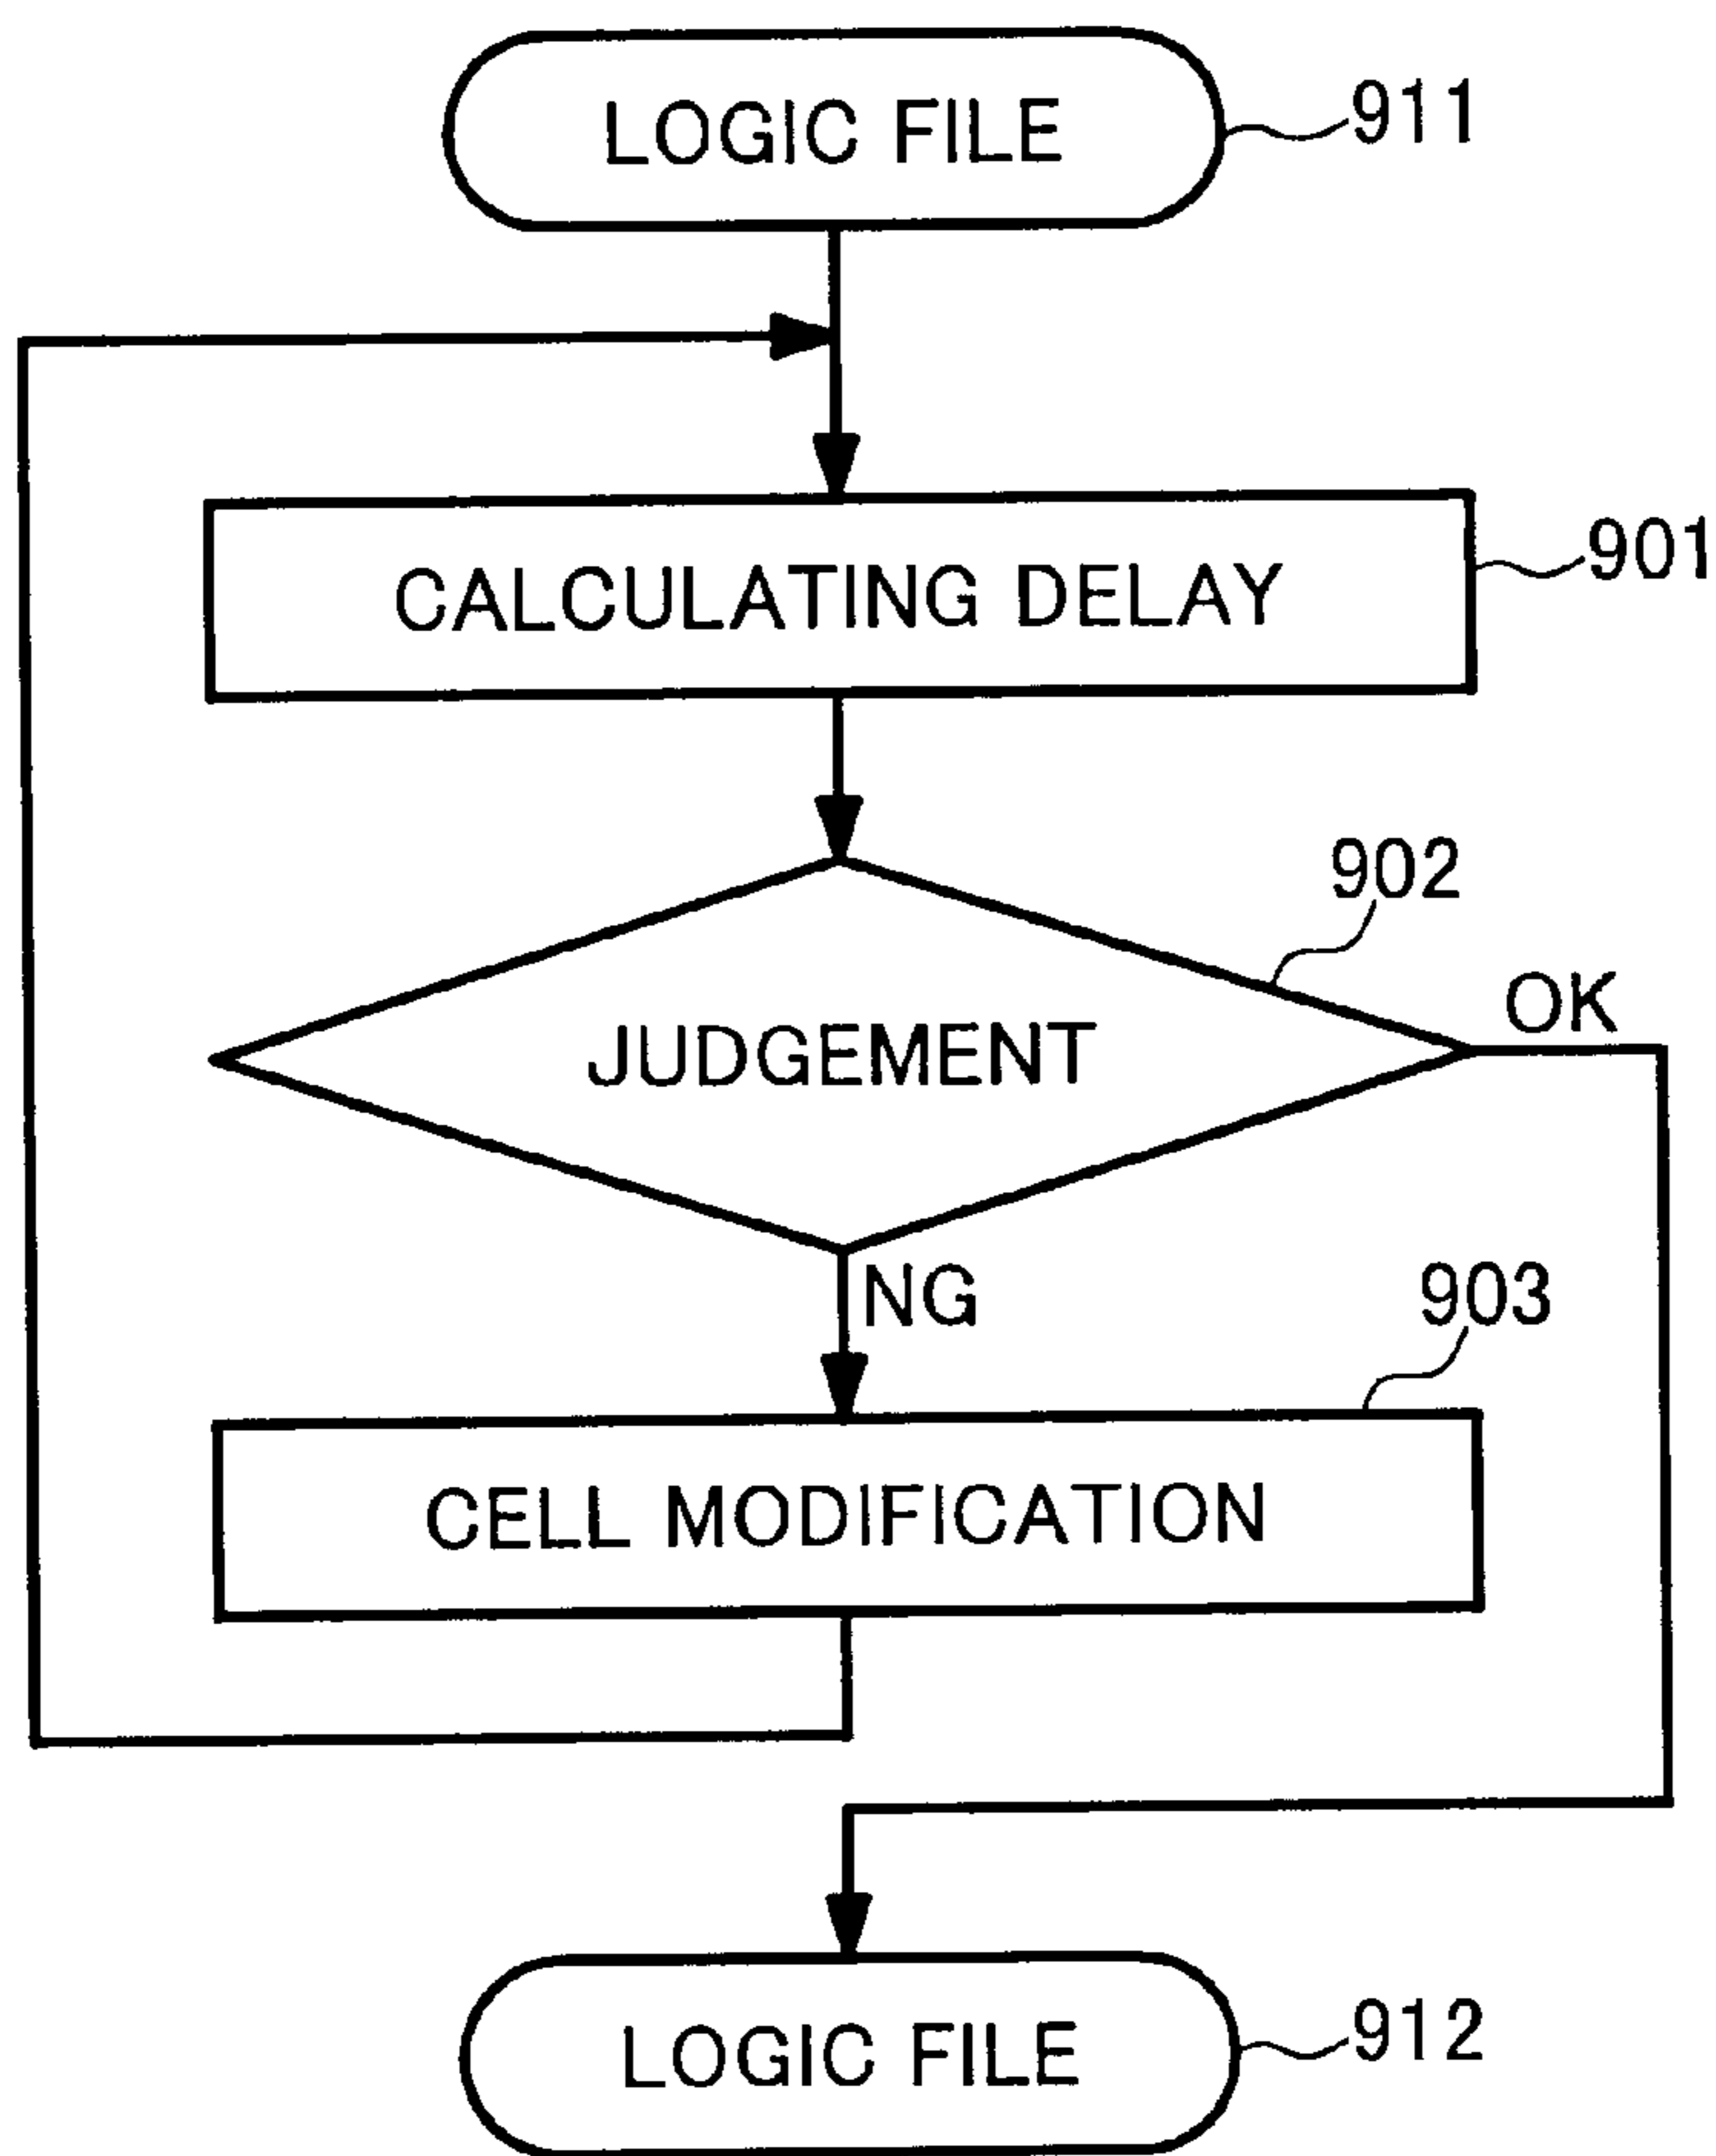 LOGIC FILE
911
CALCULATING DELAY
901
902
OK
JUDGEMENT
NG
903
CELL MODIFICATION
LOGIC FILE
912